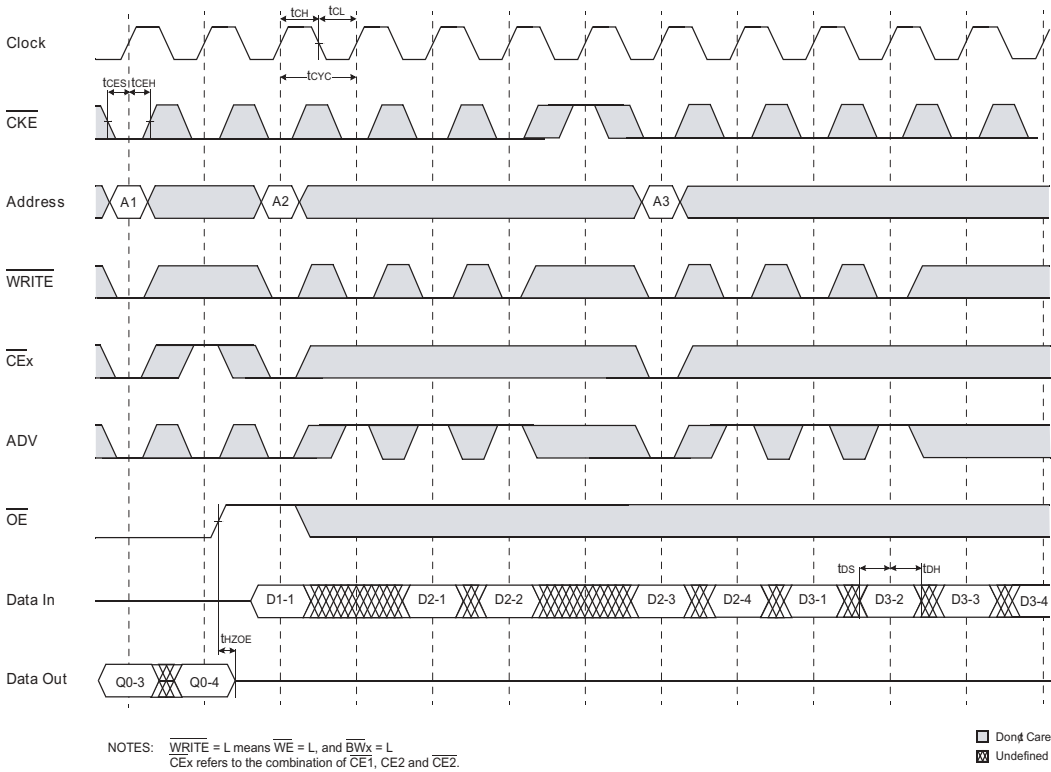 tCH tCL
Clock
tCYC
tCES tCEH
CKE
Address A1 A2 A3
WRITE
CEx
ADV
OE
tDS tDH
Data In D1-1 D2-1 D2-2 D2-3 D2-4 D3-1 D3-2 D3-3 D3-4
tHZOE
Data Out Q0-3 Q0-4
NOTES: WRITE = L means WE = L, and BWx = L
CEx refers to the combination of CE1, CE2 and CE2.
Don¢ Care
Undefined